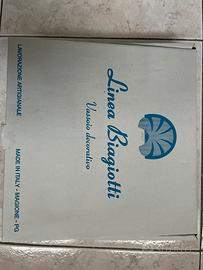 Linea Biagiotti
Vassoio decorativo
LAVORAZIONE ARTIGIANALE
MADE IN ITALY - MAGIONE - PG